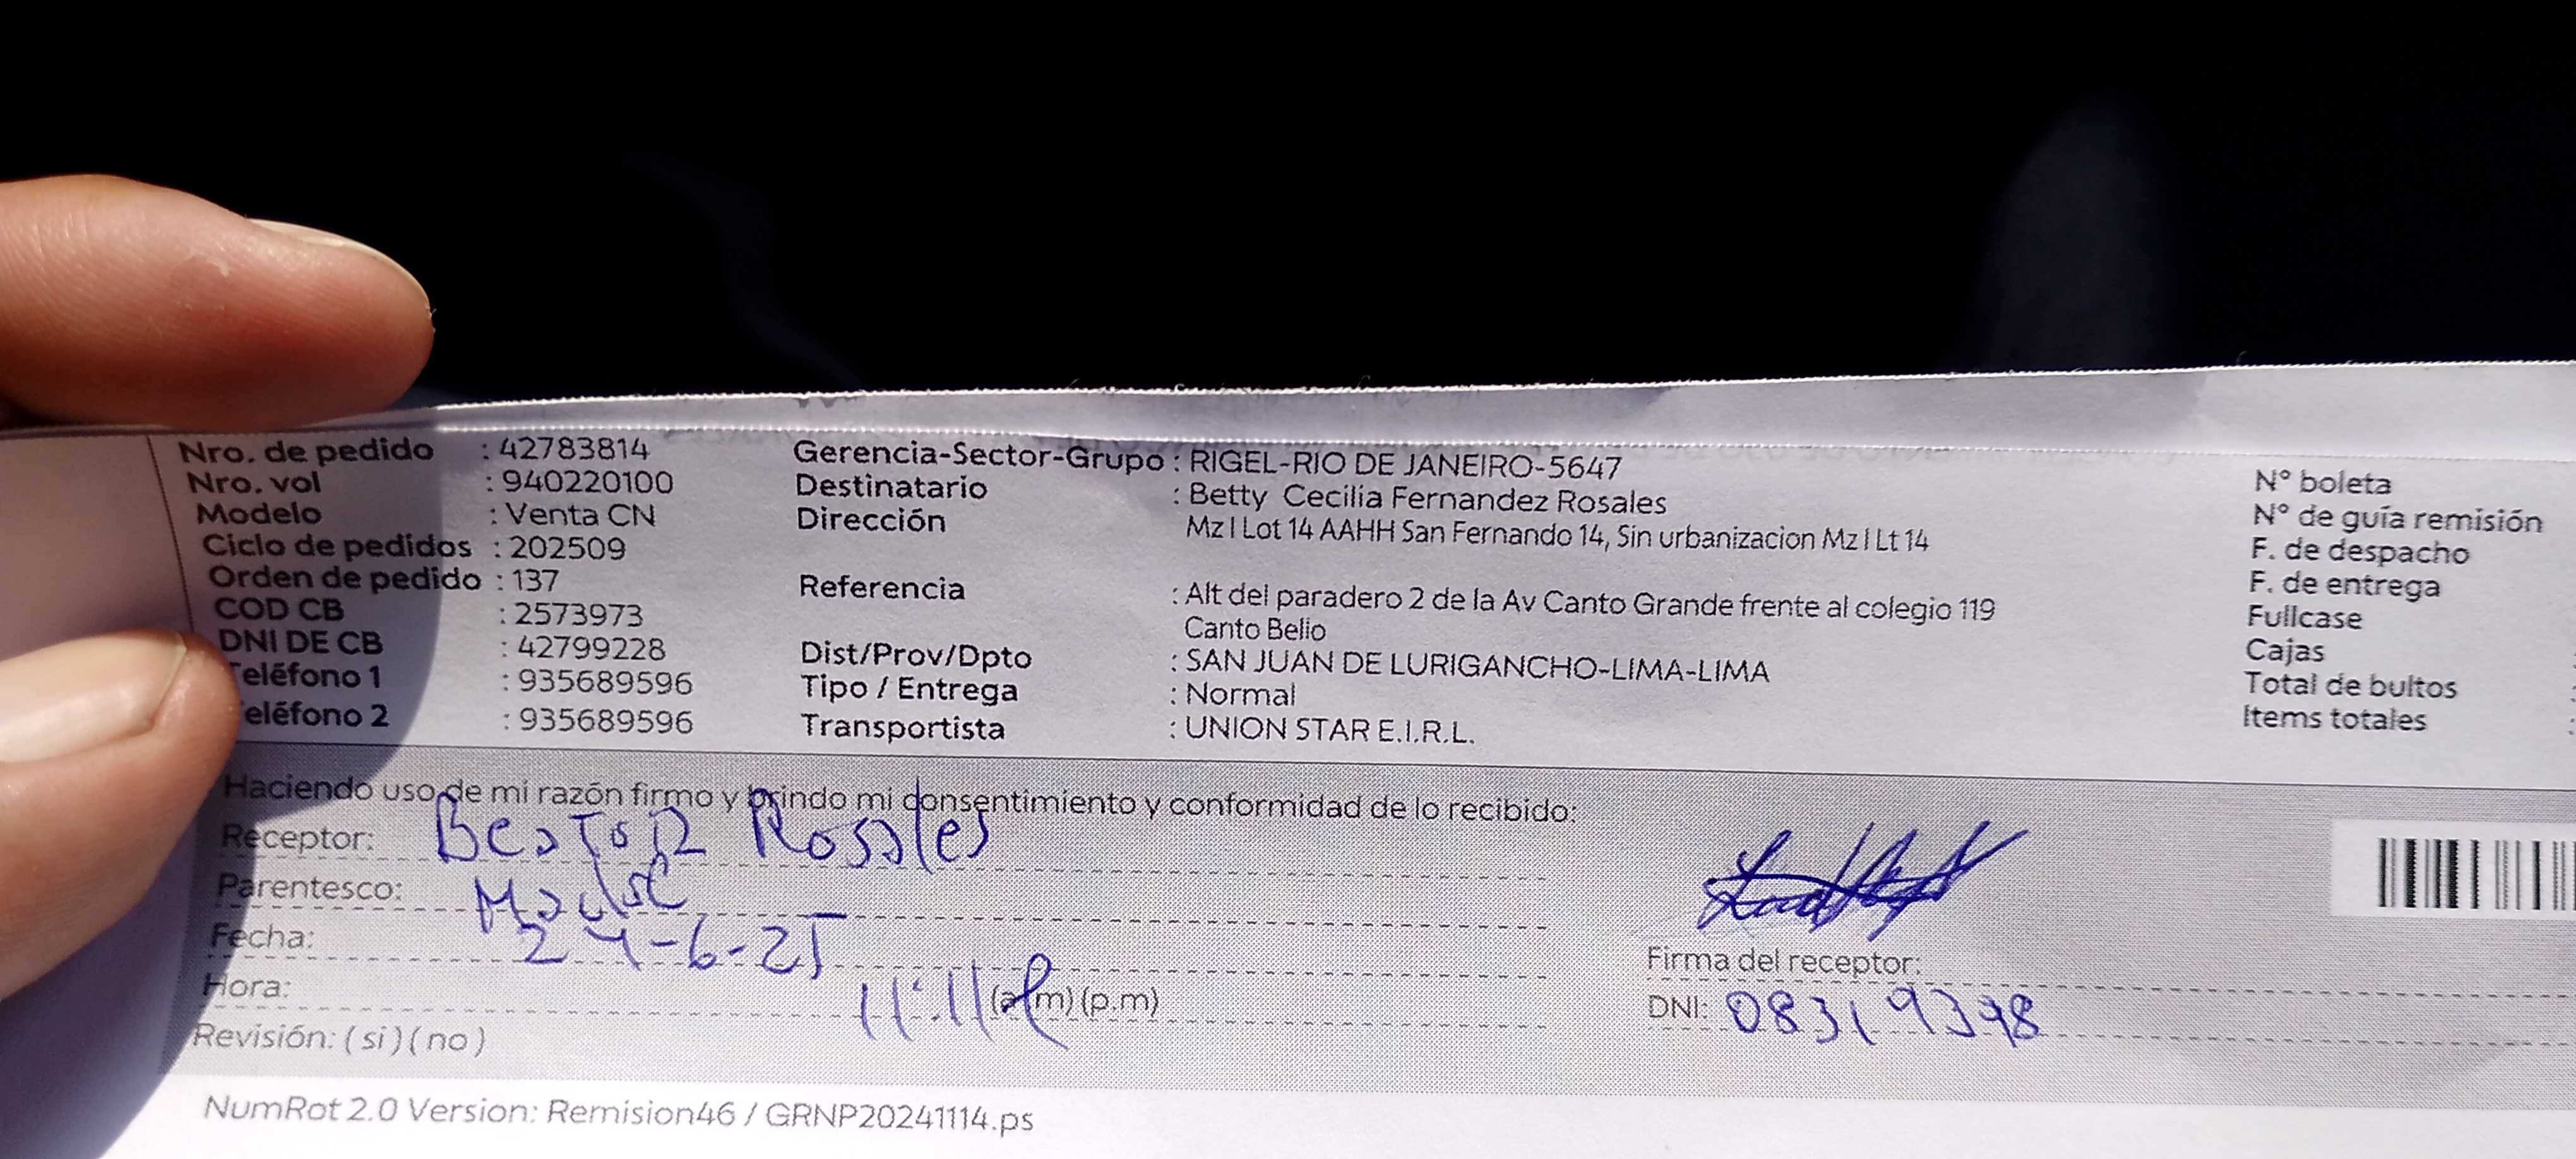 Nro. de pedido : 42783814
Nro. vol : 940220100
Modelo : Venta CN
Ciclo de pedidos : 202509
Orden de pedido : 137
COD CB : 2573973
DNI DE CB : 42799228
eléfono 1 : 935689596
eléfono 2 : 935689596
Gerencia-Sector-Grupo : RIGEL-RIO DE JANEIRO-5647
Destinatario : Betty Cecilia Fernandez Rosales
Dirección Mz I Lot 14 AAHH San Fernando 14, Sin urbanizacion Mz I Lt 14
Referencia : Alt del paradero 2 de la Av Canto Grande frente al colegio 119
Canto Bello
Dist/Prov/Dpto : SAN JUAN DE LURIGANCHO-LIMA-LIMA
Tipo / Entrega : Normal
Transportista : UNION STAR E.I.R.L.
N° boleta
N° de guía remisión
F. de despacho
F. de entrega
Fullcase
Cajas
Total de bultos
Items totales
Haciendo uso de mi razón firmo y brindo mi consentimiento y conformidad de lo recibido:
Receptor: Rosales
Parentesco: Madre
Fecha: 24-6-25
Hora: 11:11 (a.m) (p.m)
Revisión: ( si ) ( no )
Firma del receptor:
DNI: 08319398
NumRot 2.0 Version: Remision46 / GRNP20241114.ps